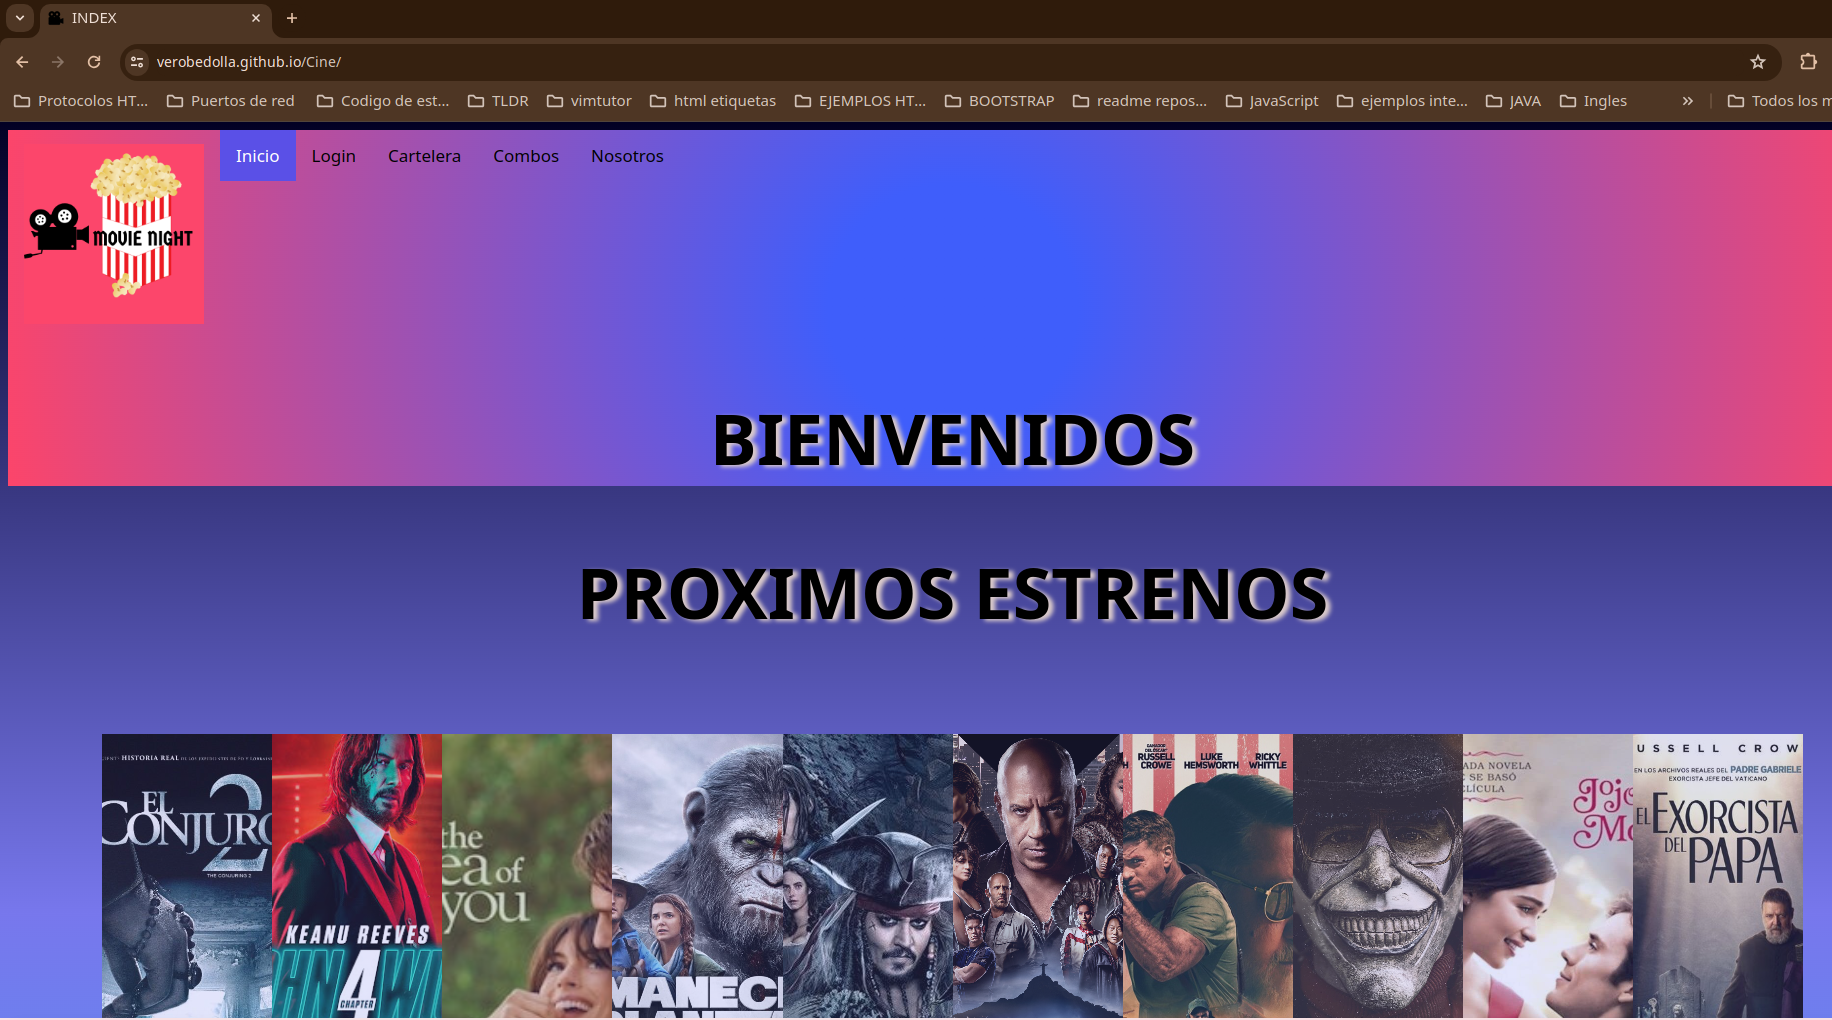 INDEX
verobedolla.github.io/Cine/
Protocolos HT... Puertos de red Codigo de est... TLDR vimtutor html etiquetas EJEMPLOS HT... BOOTSTRAP readme repos... JavaScript ejemplos inte... JAVA Ingles » Todos los m
Inicio Login Cartelera Combos Nosotros
MOVIE NIGHT
BIENVENIDOS
PROXIMOS ESTRENOS
HISTORIA REAL
EL
CONJURO
2
THE CONJURING 2
KEANU REEVES
4
CHAPTER
the
ea of
you
MANECI
GANADOR
DEL ÓSCAR
RUSSELL
CROWE
LUKE
HEMSWORTH
RICKY
WHITTLE
ADA NOVELA
E SE BASÓ
ELÍCULA
Jojo
Mo
USSELL CROW
EN LOS ARCHIVOS REALES DEL PADRE GABRIELE
EXORCISTA JEFE DEL VATICANO
EL EXORCISTA
DEL PAPA